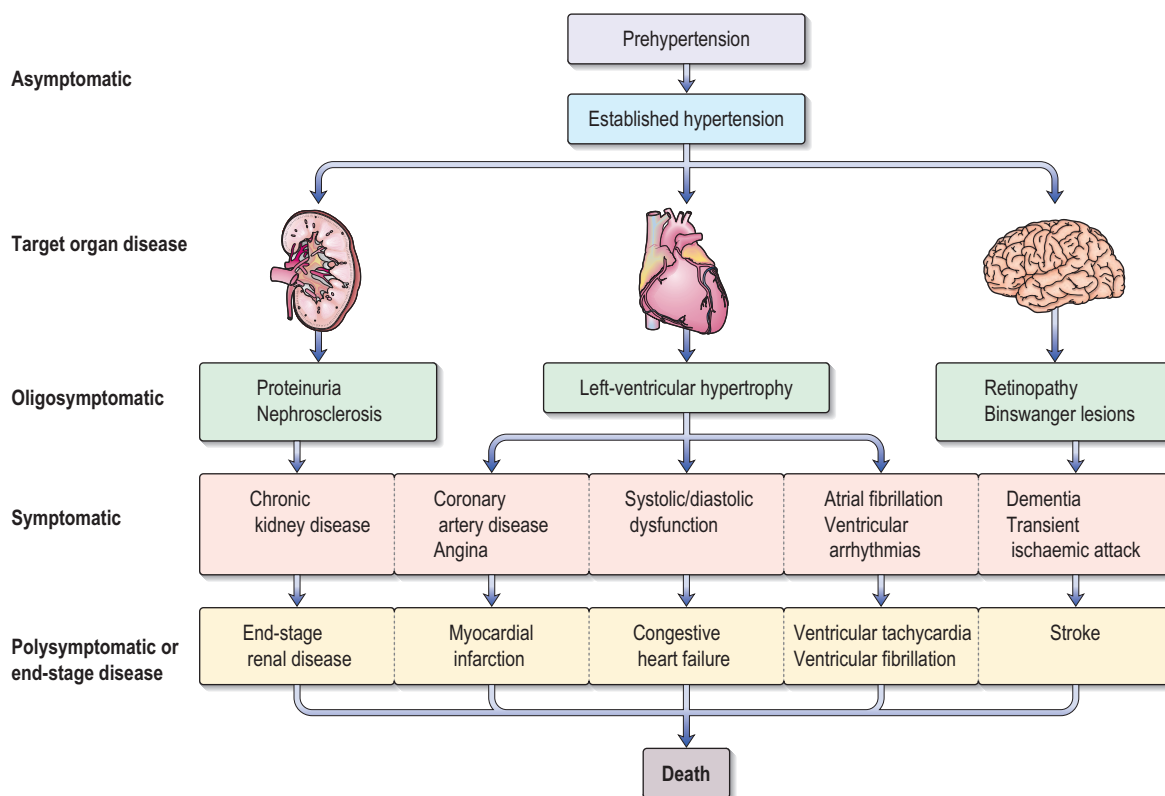 Prehypertension
Asymptomatic
Established hypertension
Target organ disease
Oligosymptomatic
Proteinuria
Nephrosclerosis
Left-ventricular hypertrophy
Retinopathy
Binswanger lesions
Symptomatic
Chronic
kidney disease
Coronary
artery disease
Angina
Systolic/diastolic
dysfunction
Atrial fibrillation
Ventricular
arrhythmias
Dementia
Transient
ischaemic attack
Polysymptomatic or
end-stage disease
End-stage
renal disease
Myocardial
infarction
Congestive
heart failure
Ventricular tachycardia
Ventricular fibrillation
Stroke
Death